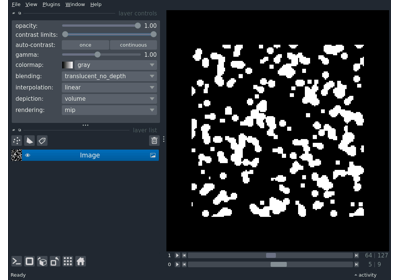 File View Plugins Window Help
layer controls
opacity: 1.00
contrast limits:
auto-contrast: once continuous
gamma: 1.00
colormap: gray
blending: translucent_no_depth
interpolation: linear
depiction: volume
rendering: mip
layer list
Image
1 64 127
0 5 9
Ready activity